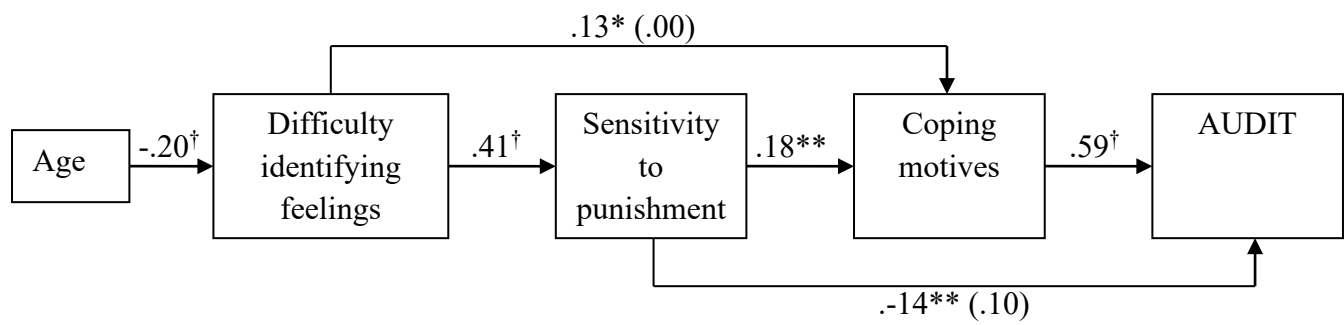 .13* (.00)
Age
-.20†
Difficulty
identifying
feelings
.41†
Sensitivity
to
punishment
.18**
Coping
motives
.59†
AUDIT
.-14** (.10)